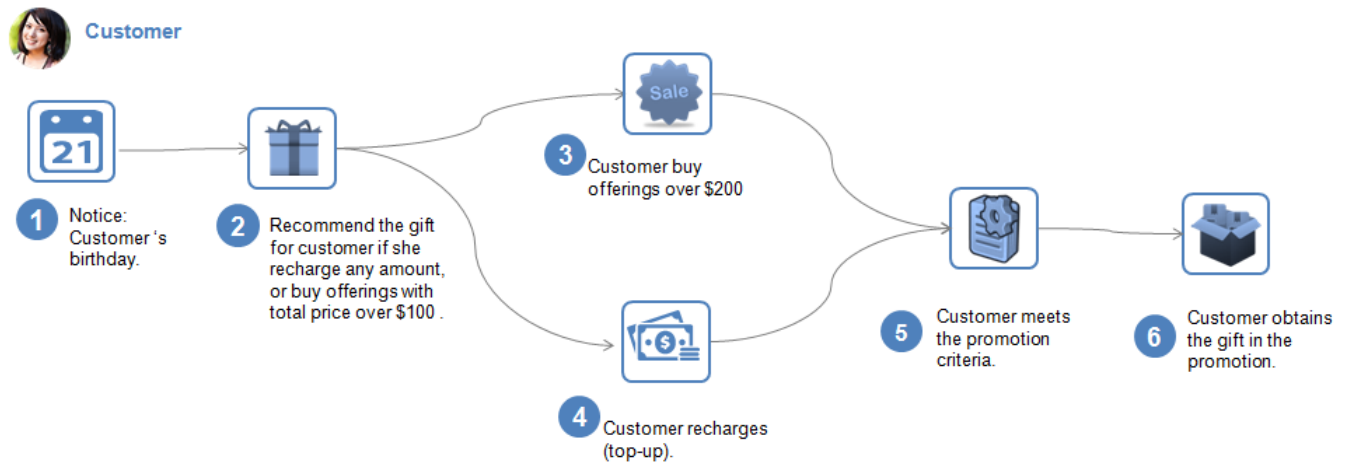 Customer
21
Sale
1
Notice:
Customer ‘s
birthday.
2
Recommend the gift
for customer if she
recharge any amount,
or buy offerings with
total price over $100 .
3
Customer buy
offerings over $200
$
4
Customer recharges
(top-up).
5
Customer meets
the promotion
criteria.
6
Customer obtains
the gift in the
promotion.